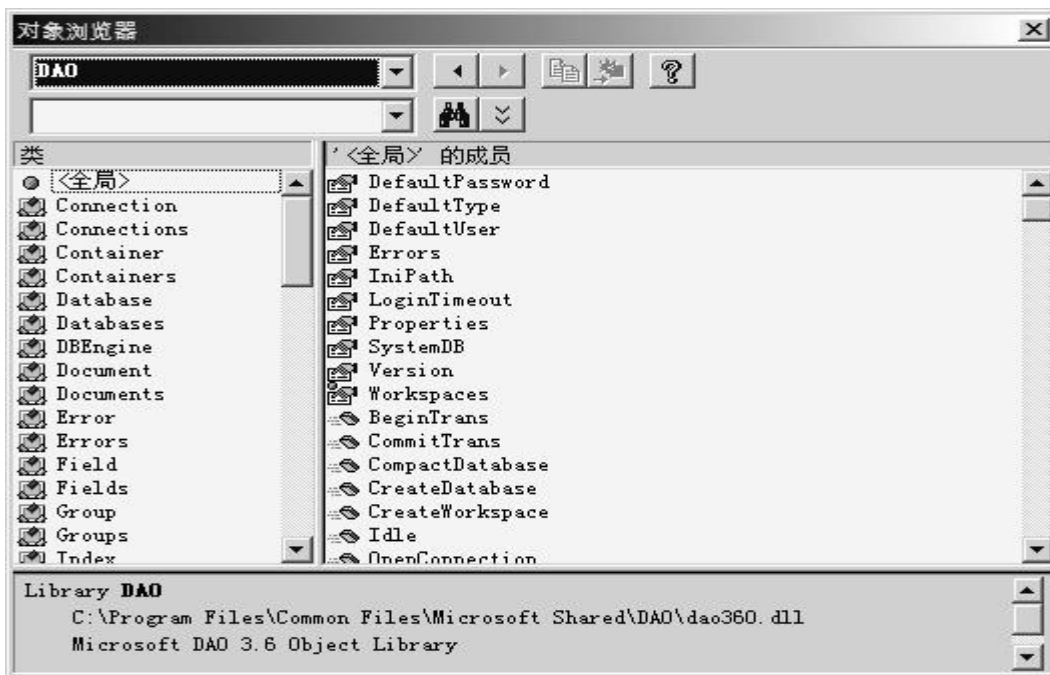 对象浏览器
DAO
类
'<全局>' 的成员
<全局>
Connection
Connections
Container
Containers
Database
Databases
DBEngine
Document
Documents
Error
Errors
Field
Fields
Group
Groups
Index
DefaultPassword
DefaultType
DefaultUser
Errors
IniPath
LoginTimeout
Properties
SystemDB
Version
Workspaces
BeginTrans
CommitTrans
CompactDatabase
CreateDatabase
CreateWorkspace
Idle
OpenConnection
Library DAO
C:\Program Files\Common Files\Microsoft Shared\DAO\dao360.dll
Microsoft DAO 3.6 Object Library